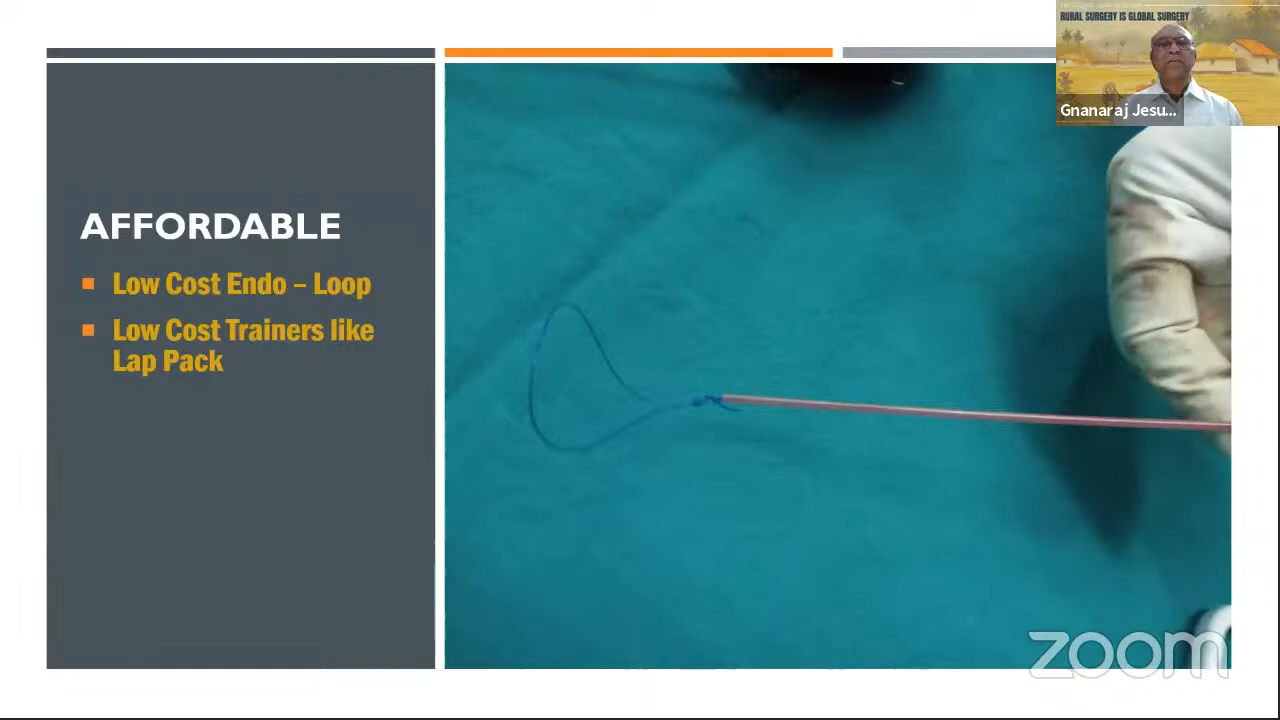 RURAL SURGERY IS GLOBAL SURGERY
Gnanaraj Jesu...
AFFORDABLE
Low Cost Endo – Loop
Low Cost Trainers like
Lap Pack
zoom